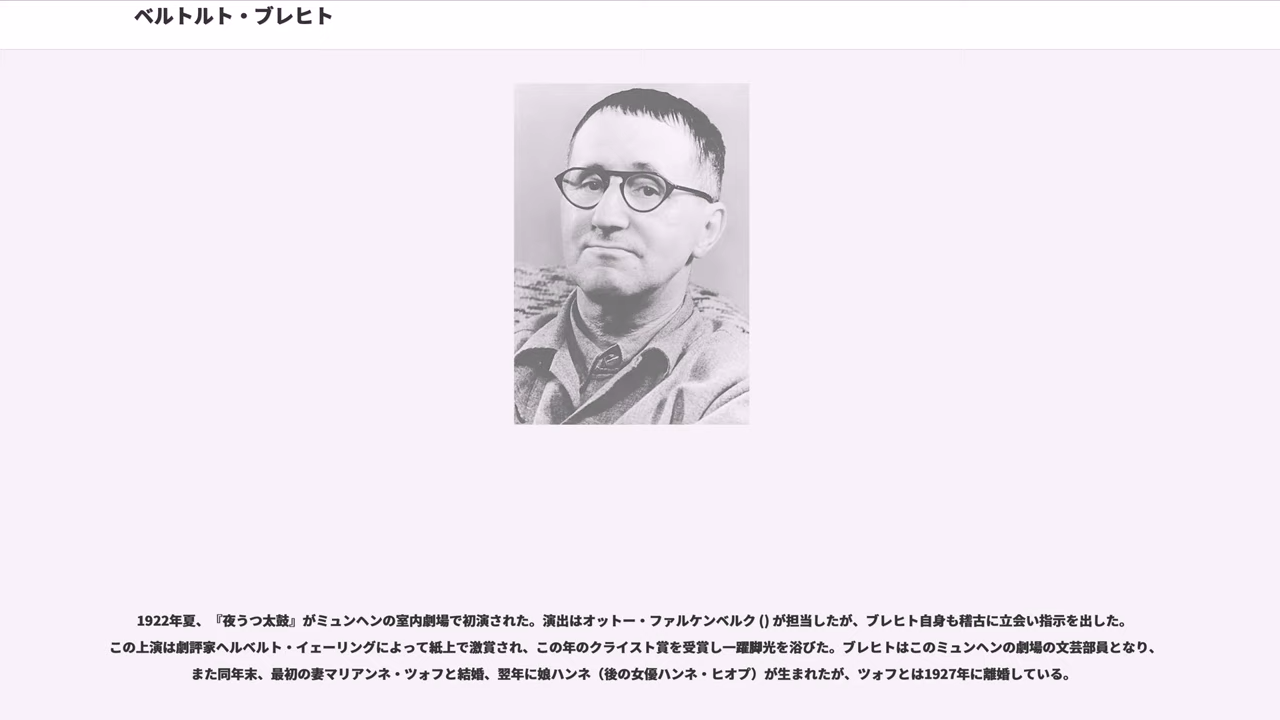 ベルトルト・ブレヒト
1922年夏、『夜うつ太鼓』がミュンヘンの室内劇場で初演された。演出はオットー・ファルケンベルク () が担当したが、ブレヒト自身も稽古に立会い指示を出した。
この上演は劇評家ヘルベルト・イェーリングによって紙上で激賞され、この年のクライスト賞を受賞し一躍脚光を浴びた。ブレヒトはこのミュンヘンの劇場の文芸部員となり、
また同年末、最初の妻マリアンネ・ツォフと結婚、翌年に娘ハンネ（後の女優ハンネ・ヒオプ）が生まれたが、ツォフとは1927年に離婚している。